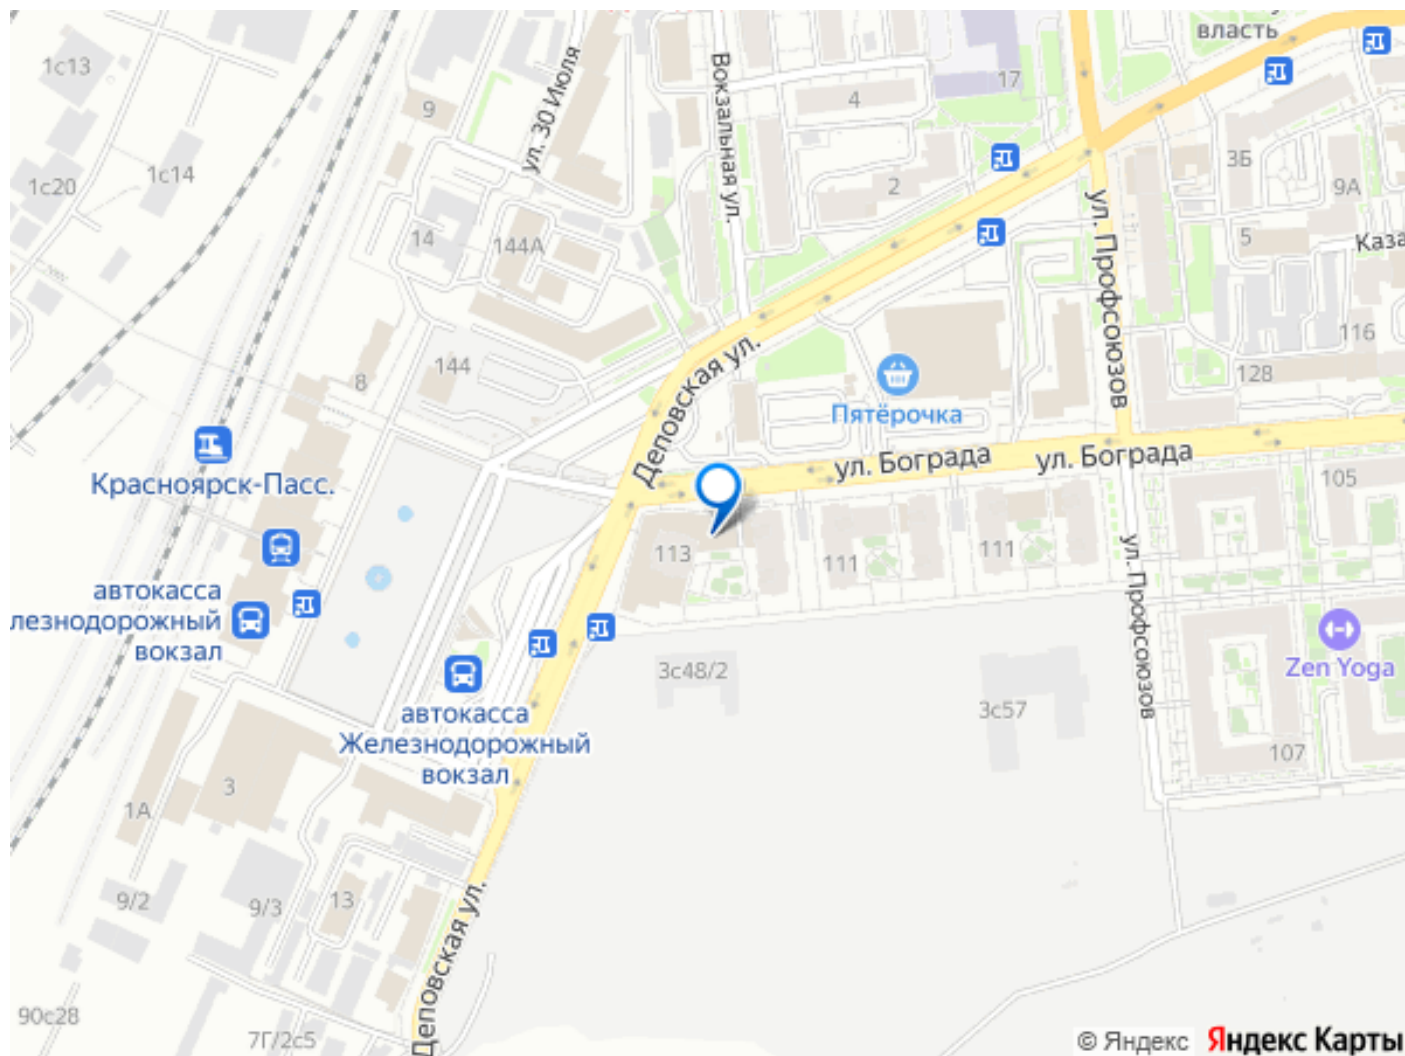 власть
1с13
17
4
9
ул. 30 Июля
Вокзальная ул.
1с20
1с14
2
3Б
9А
ул. Профсоюзов
14
144А
5
Каза
116
144
8
128
Деповская ул.
Пятёрочка
ул. Бограда
ул. Бограда
105
Красноярск-Пасс.
113
111
111
ул. Профсоюзов
автокасса
лезнодорожный
вокзал
3с48/2
Zen Yoga
3с57
автокасса
Железнодорожный
вокзал
107
3
1А
9/2
9/3
13
Деповская ул.
90с28
7Г/2с5
© Яндекс
Яндекс Карты